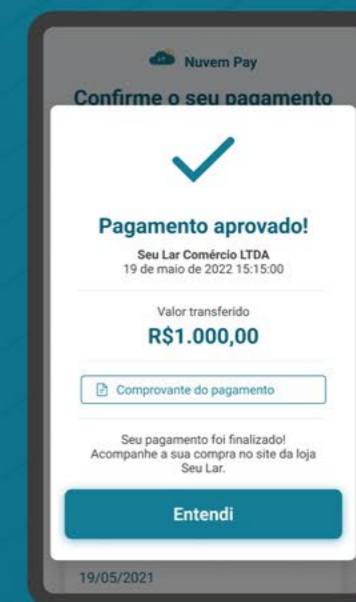 Nuvem Pay
Confirme o seu pagamento
Pagamento aprovado!
Seu Lar Comércio LTDA
19 de maio de 2022 15:15:00
Valor transferido
R$1.000,00
Comprovante do pagamento
Seu pagamento foi finalizado!
Acompanhe a sua compra no site da loja
Seu Lar.
Entendi
19/05/2021